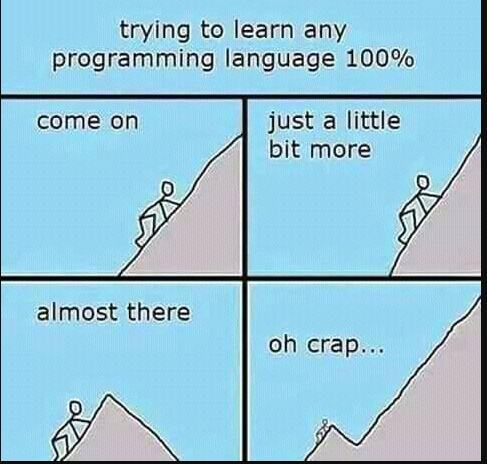 trying to learn any
programming language 100%
come on
just a little
bit more
almost there
oh crap...